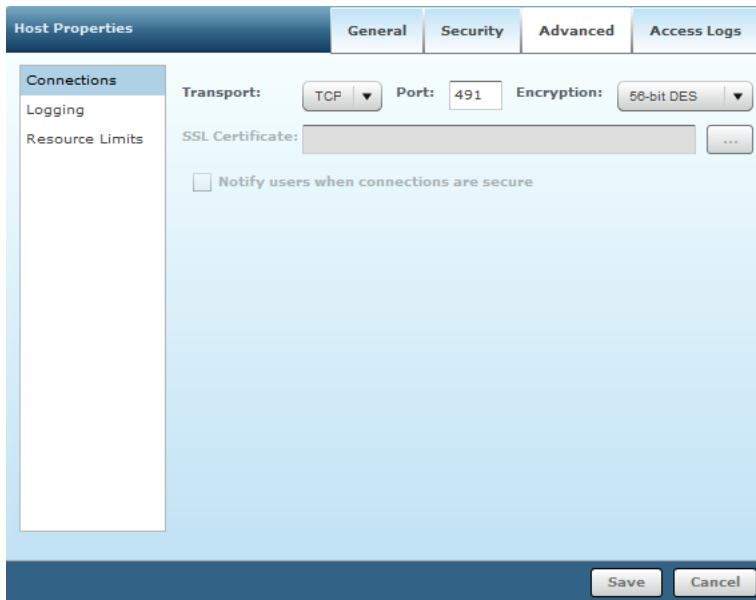 Host Properties General Security Advanced Access Logs
Connections
Logging
Resource Limits
Transport: TCP Port: 491 Encryption: 56-bit DES
SSL Certificate: ...
Notify users when connections are secure
Save Cancel